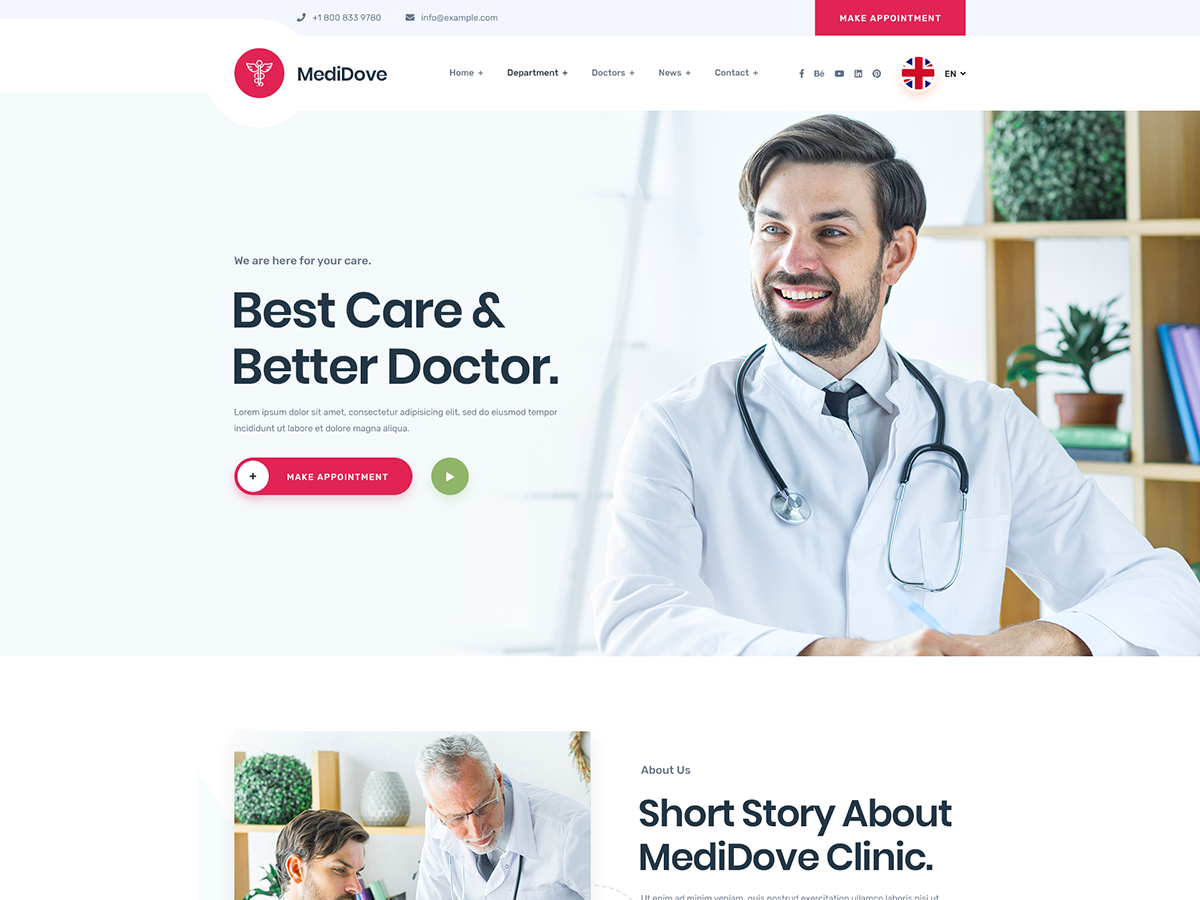 +1 800 833 9780
info@example.com
MAKE APPOINTMENT
MediDove
Home +
Department +
Doctors +
News +
Contact +
Bē
EN
We are here for your care.
Best Care &
Better Doctor.
Lorem ipsum dolor sit amet, consectetur adipisicing elit, sed do eiusmod tempor
incididunt ut labore et dolore magna aliqua.
+ MAKE APPOINTMENT
About Us
Short Story About
MediDove Clinic.
Ut enim ad minim veniam, quis nostrud exercitation ullamco laboris nisi ut